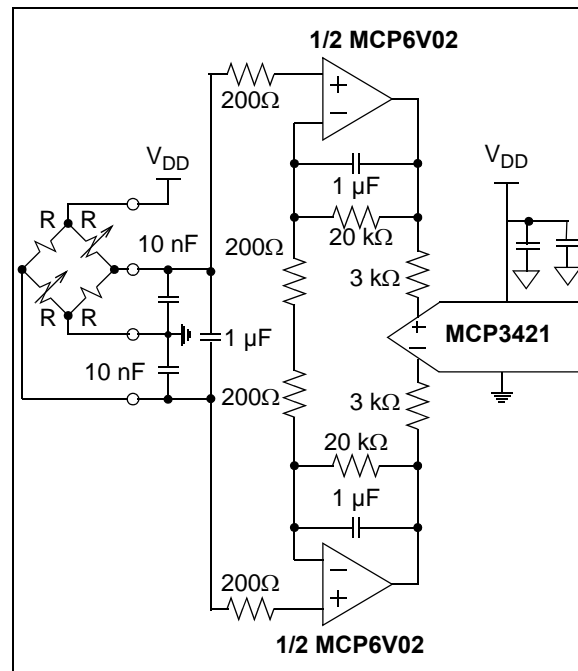 1/2 MCP6V02
+
−
200Ω
V_DD
V_DD
1 µF
R R
10 nF
20 kΩ
200Ω
3 kΩ
R R
+
−
MCP3421
1 µF
10 nF
200Ω
3 kΩ
20 kΩ
1 µF
200Ω
−
+
1/2 MCP6V02